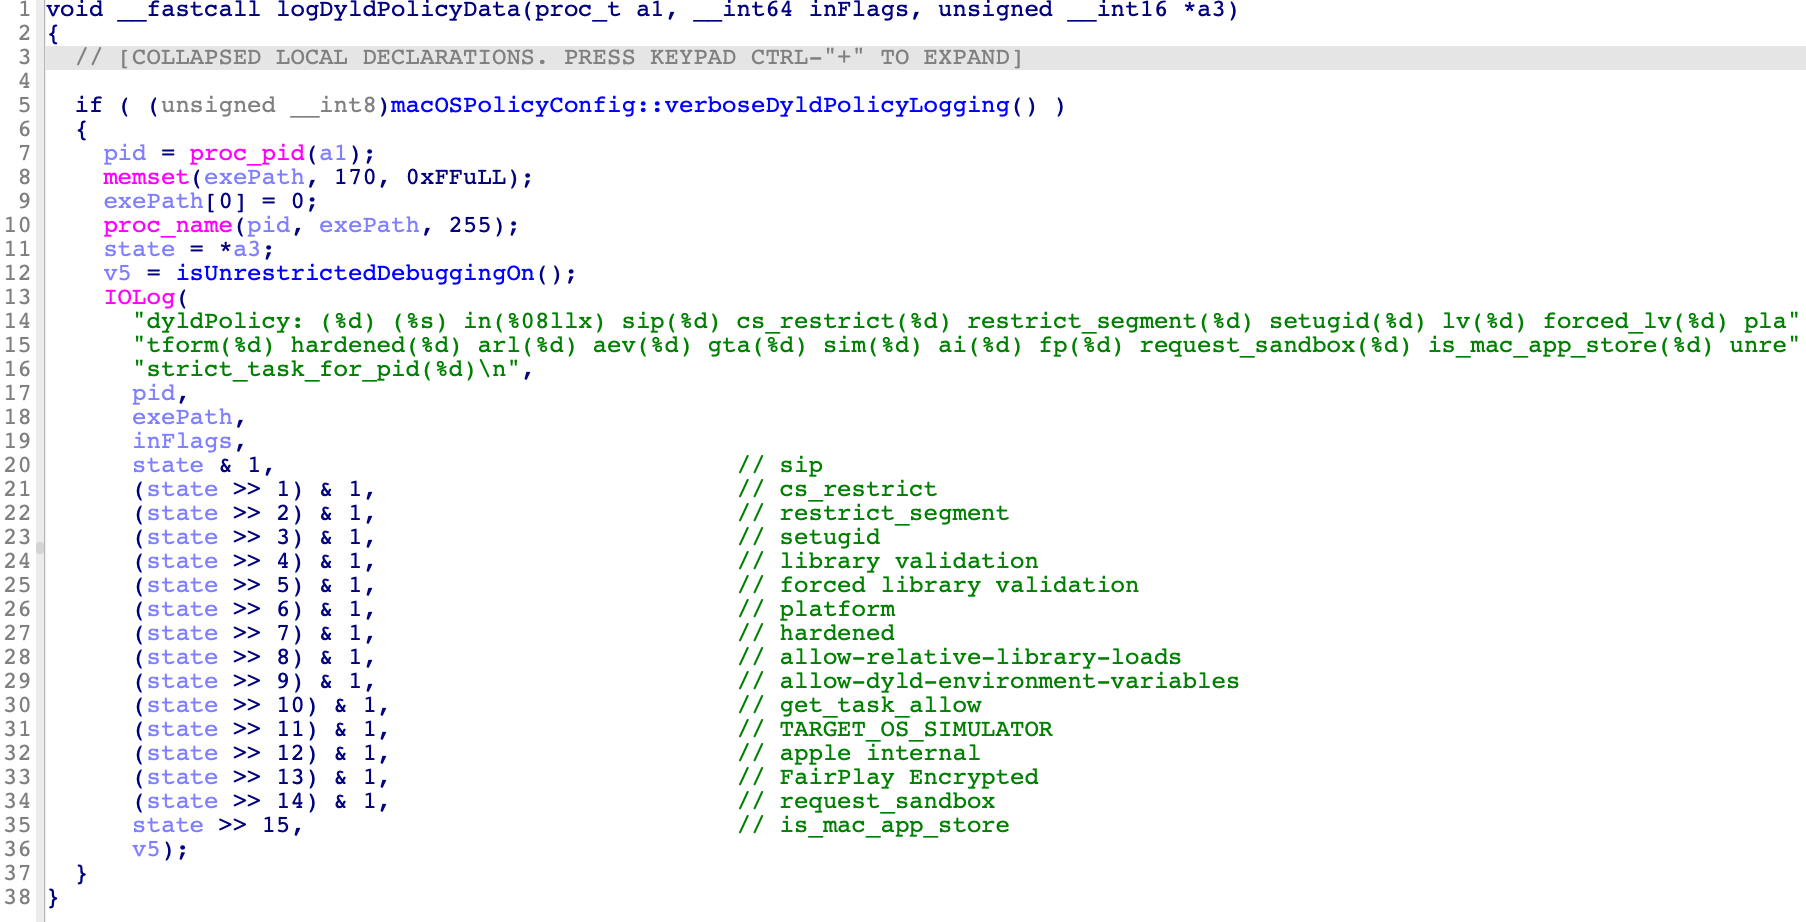 1 void __fastcall logDyldPolicyData(proc_t a1, __int64 inFlags, unsigned __int16 *a3)
2 {
3   // [COLLAPSED LOCAL DECLARATIONS. PRESS KEYPAD CTRL-"+" TO EXPAND]
4
5   if ( (unsigned __int8)macOSPolicyConfig::verboseDyldPolicyLogging() )
6   {
7     pid = proc_pid(a1);
8     memset(exePath, 170, 0xFFuLL);
9     exePath[0] = 0;
10     proc_name(pid, exePath, 255);
11     state = *a3;
12     v5 = isUnrestrictedDebuggingOn();
13     IOLog(
14       "dyldPolicy: (%d) (%s) in(%08llx) sip(%d) cs_restrict(%d) restrict_segment(%d) setugid(%d) lv(%d) forced_lv(%d) pla"
15       "tform(%d) hardened(%d) arl(%d) aev(%d) gta(%d) sim(%d) ai(%d) fp(%d) request_sandbox(%d) is_mac_app_store(%d) unre"
16       "strict_task_for_pid(%d)\n",
17       pid,
18       exePath,
19       inFlags,
20       state & 1,                                // sip
21       (state >> 1) & 1,                         // cs_restrict
22       (state >> 2) & 1,                         // restrict_segment
23       (state >> 3) & 1,                         // setugid
24       (state >> 4) & 1,                         // library validation
25       (state >> 5) & 1,                         // forced library validation
26       (state >> 6) & 1,                         // platform
27       (state >> 7) & 1,                         // hardened
28       (state >> 8) & 1,                         // allow-relative-library-loads
29       (state >> 9) & 1,                         // allow-dyld-environment-variables
30       (state >> 10) & 1,                        // get_task_allow
31       (state >> 11) & 1,                        // TARGET_OS_SIMULATOR
32       (state >> 12) & 1,                        // apple internal
33       (state >> 13) & 1,                        // FairPlay Encrypted
34       (state >> 14) & 1,                        // request_sandbox
35       state >> 15,                              // is_mac_app_store
36       v5);
37   }
38 }